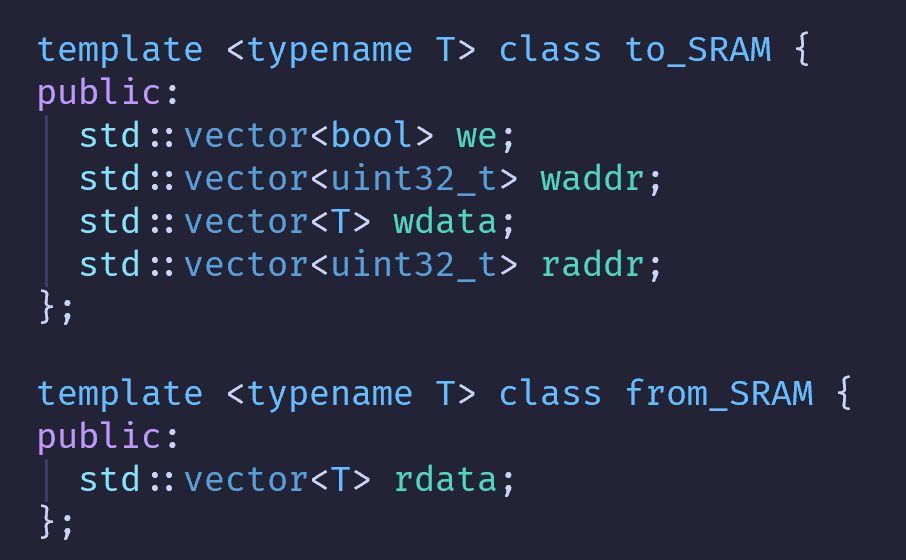 template <typename T> class to_SRAM {
public:
  std::vector<bool> we;
  std::vector<uint32_t> waddr;
  std::vector<T> wdata;
  std::vector<uint32_t> raddr;
};

template <typename T> class from_SRAM {
public:
  std::vector<T> rdata;
};